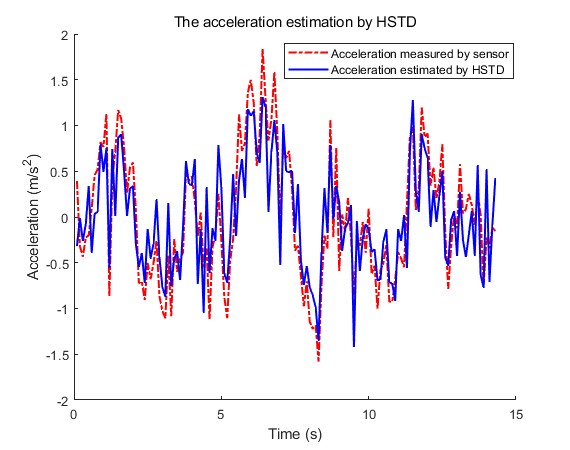 The acceleration estimation by HSTD
Acceleration measured by sensor
Acceleration estimated by HSTD
2
1.5
1
0.5
0
-0.5
-1
-1.5
-2
Acceleration (m/s²)
0
5
10
15
Time (s)